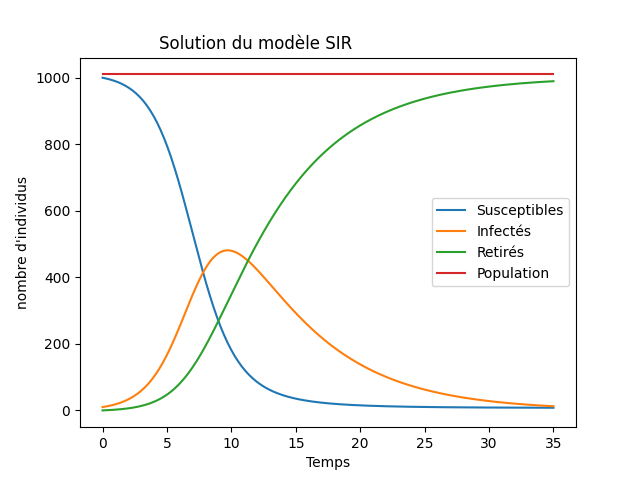 Solution du modèle SIR
nombre d'individus
1000
800
600
400
200
0
Susceptibles
Infectés
Retirés
Population
0 5 10 15 20 25 30 35
Temps